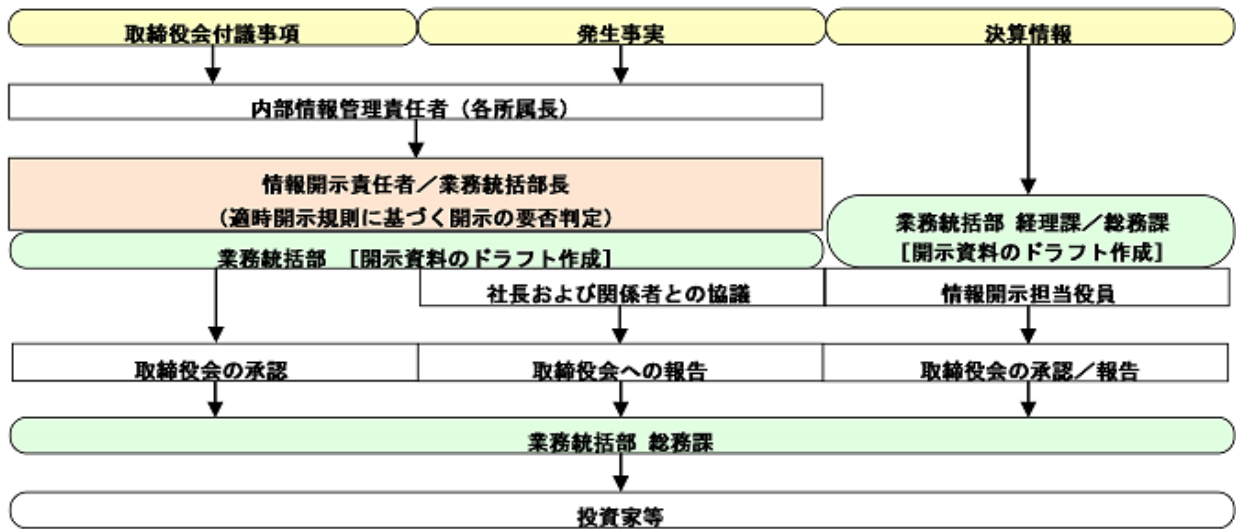 取締役会付議事項
発生事実
決算情報
内部情報管理責任者（各所属長）
情報開示責任者／業務統括部長
（適時開示規則に基づく開示の要否判定）
業務統括部 経理課／総務課
［開示資料のドラフト作成］
業務統括部 ［開示資料のドラフト作成］
社長および関係者との協議
情報開示担当役員
取締役会の承認
取締役会への報告
取締役会の承認／報告
業務統括部 総務課
投資家等